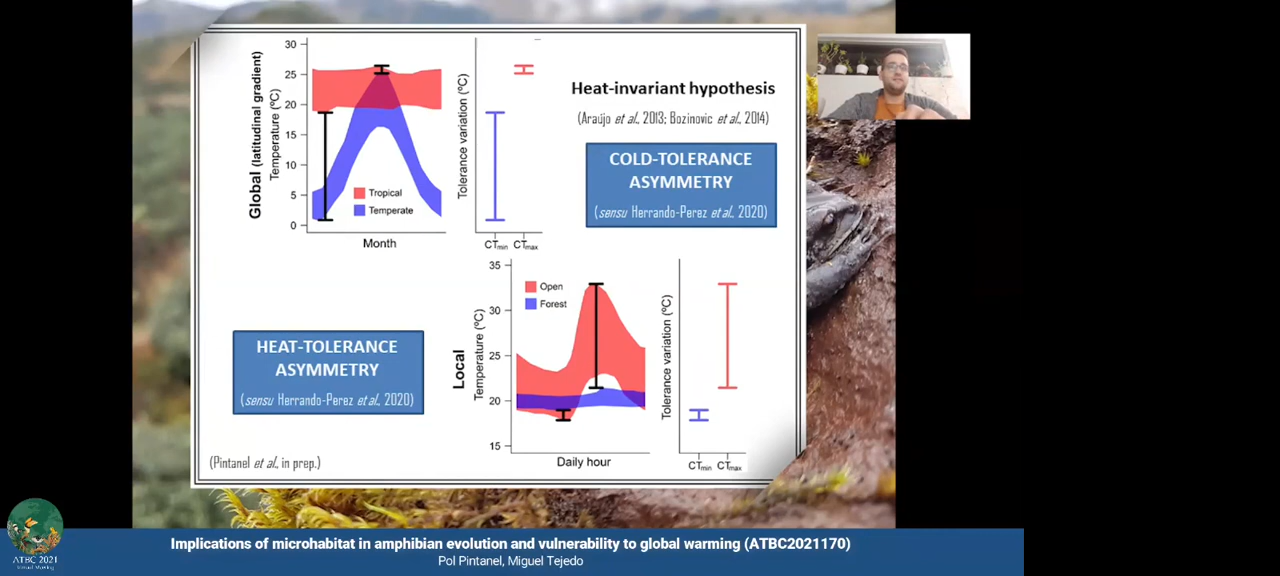 Global (latitudinal gradient)
Temperature (ºC)
30
25
20
15
10
5
0
Tropical
Temperate
Month
Tolerance variation (ºC)
CTmin CTmax
Heat-invariant hypothesis
(Araújo et al., 2013; Bozinovic et al., 2014)
COLD-TOLERANCE
ASYMMETRY
(sensu Herrando-Perez et al. 2020)
HEAT-TOLERANCE
ASYMMETRY
(sensu Herrando-Perez et al., 2020)
Local
Temperature (ºC)
35
30
25
20
15
Open
Forest
Daily hour
Tolerance variation (ºC)
CTmin CTmax
(Pintanel et al., in prep.)
ATBC 2021
Implications of microhabitat in amphibian evolution and vulnerability to global warming (ATBC2021170)
Pol Pintanel, Miguel Tejedo